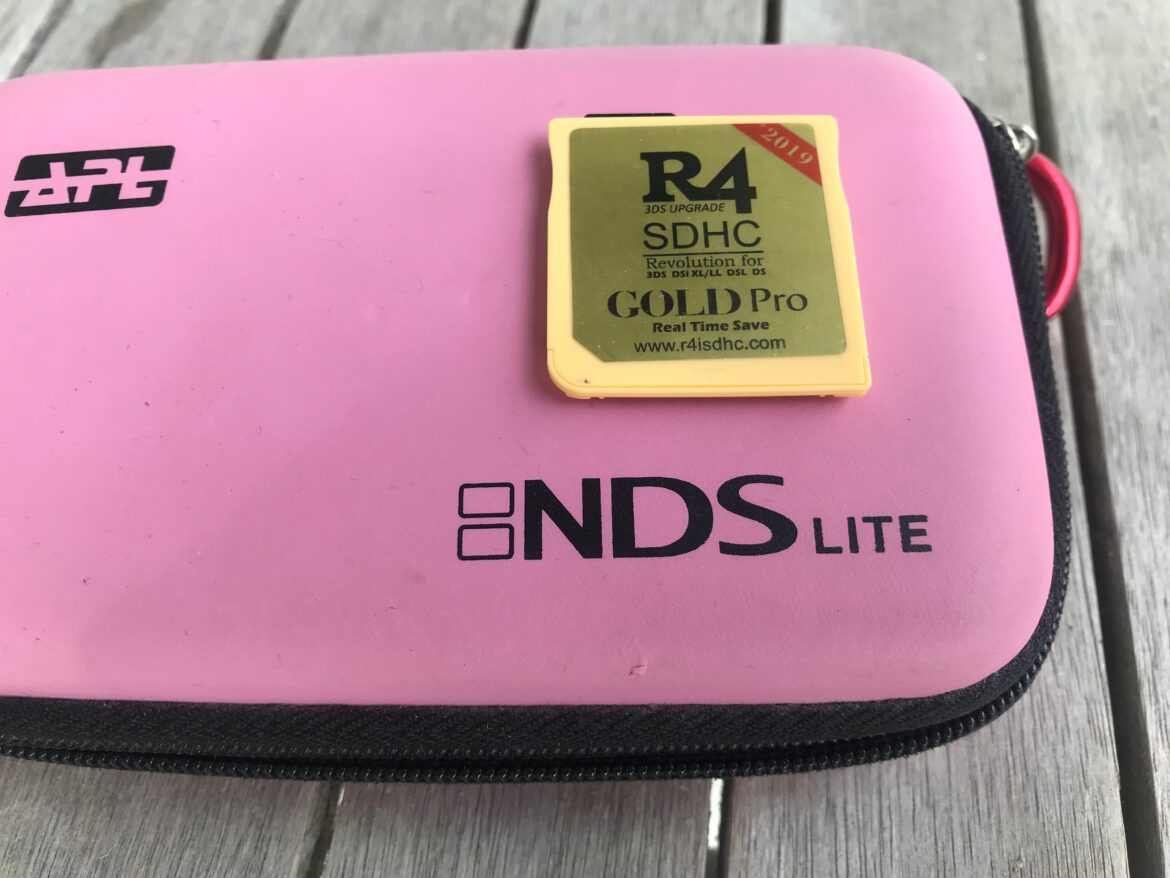 APL
'2019
R4
3DS UPGRADE
SDHC
Revolution for
3DS DSi XL/LL DSL DS
GOLD Pro
Real Time Save
www.r4isdhc.com
NDS LITE